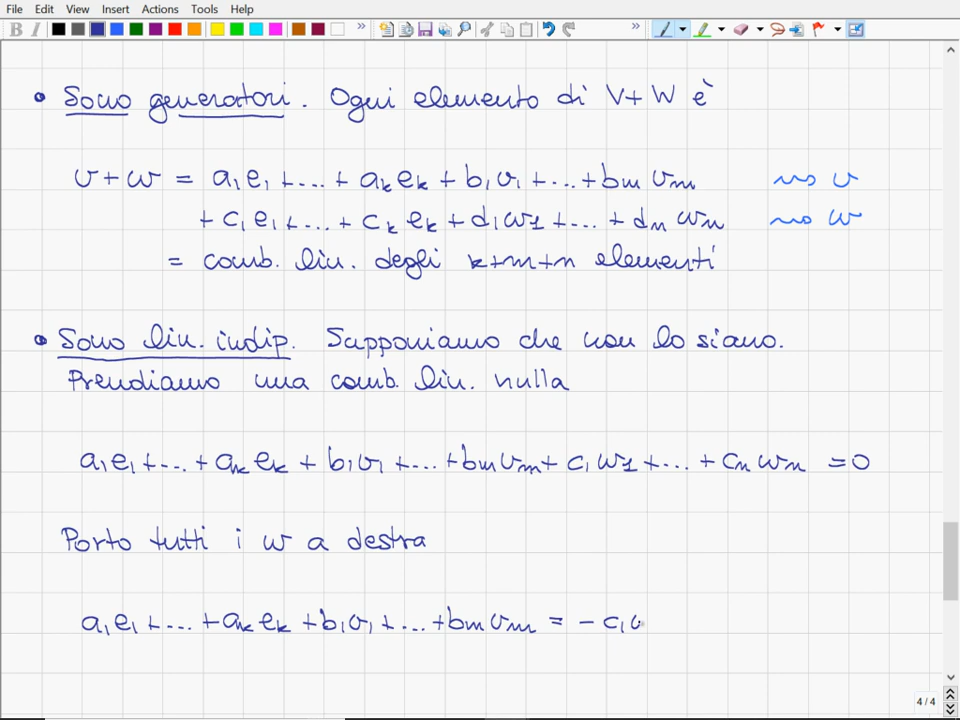 File Edit View Insert Actions Tools Help
B I
• Sono generatori. Ogni elemento di V+W è
v+w = a₁e₁+...+aₖeₖ+b₁v₁+...+bₘvₘ ⇝ v
+c₁e₁+...+cₖeₖ+d₁w₁+...+dₙwₙ ⇝ w
= comb. lin. degli k+m+n elementi
• Sono lin. indip. Supponiamo che non lo siano.
Prendiamo una comb. lin. nulla
a₁e₁+...+aₖeₖ+b₁v₁+...+bₘvₘ+c₁w₁+...+cₙwₙ=0
Porto tutti i w a destra
a₁e₁+...+aₖeₖ+b₁v₁+...+bₘvₘ = -c₁
4 / 4